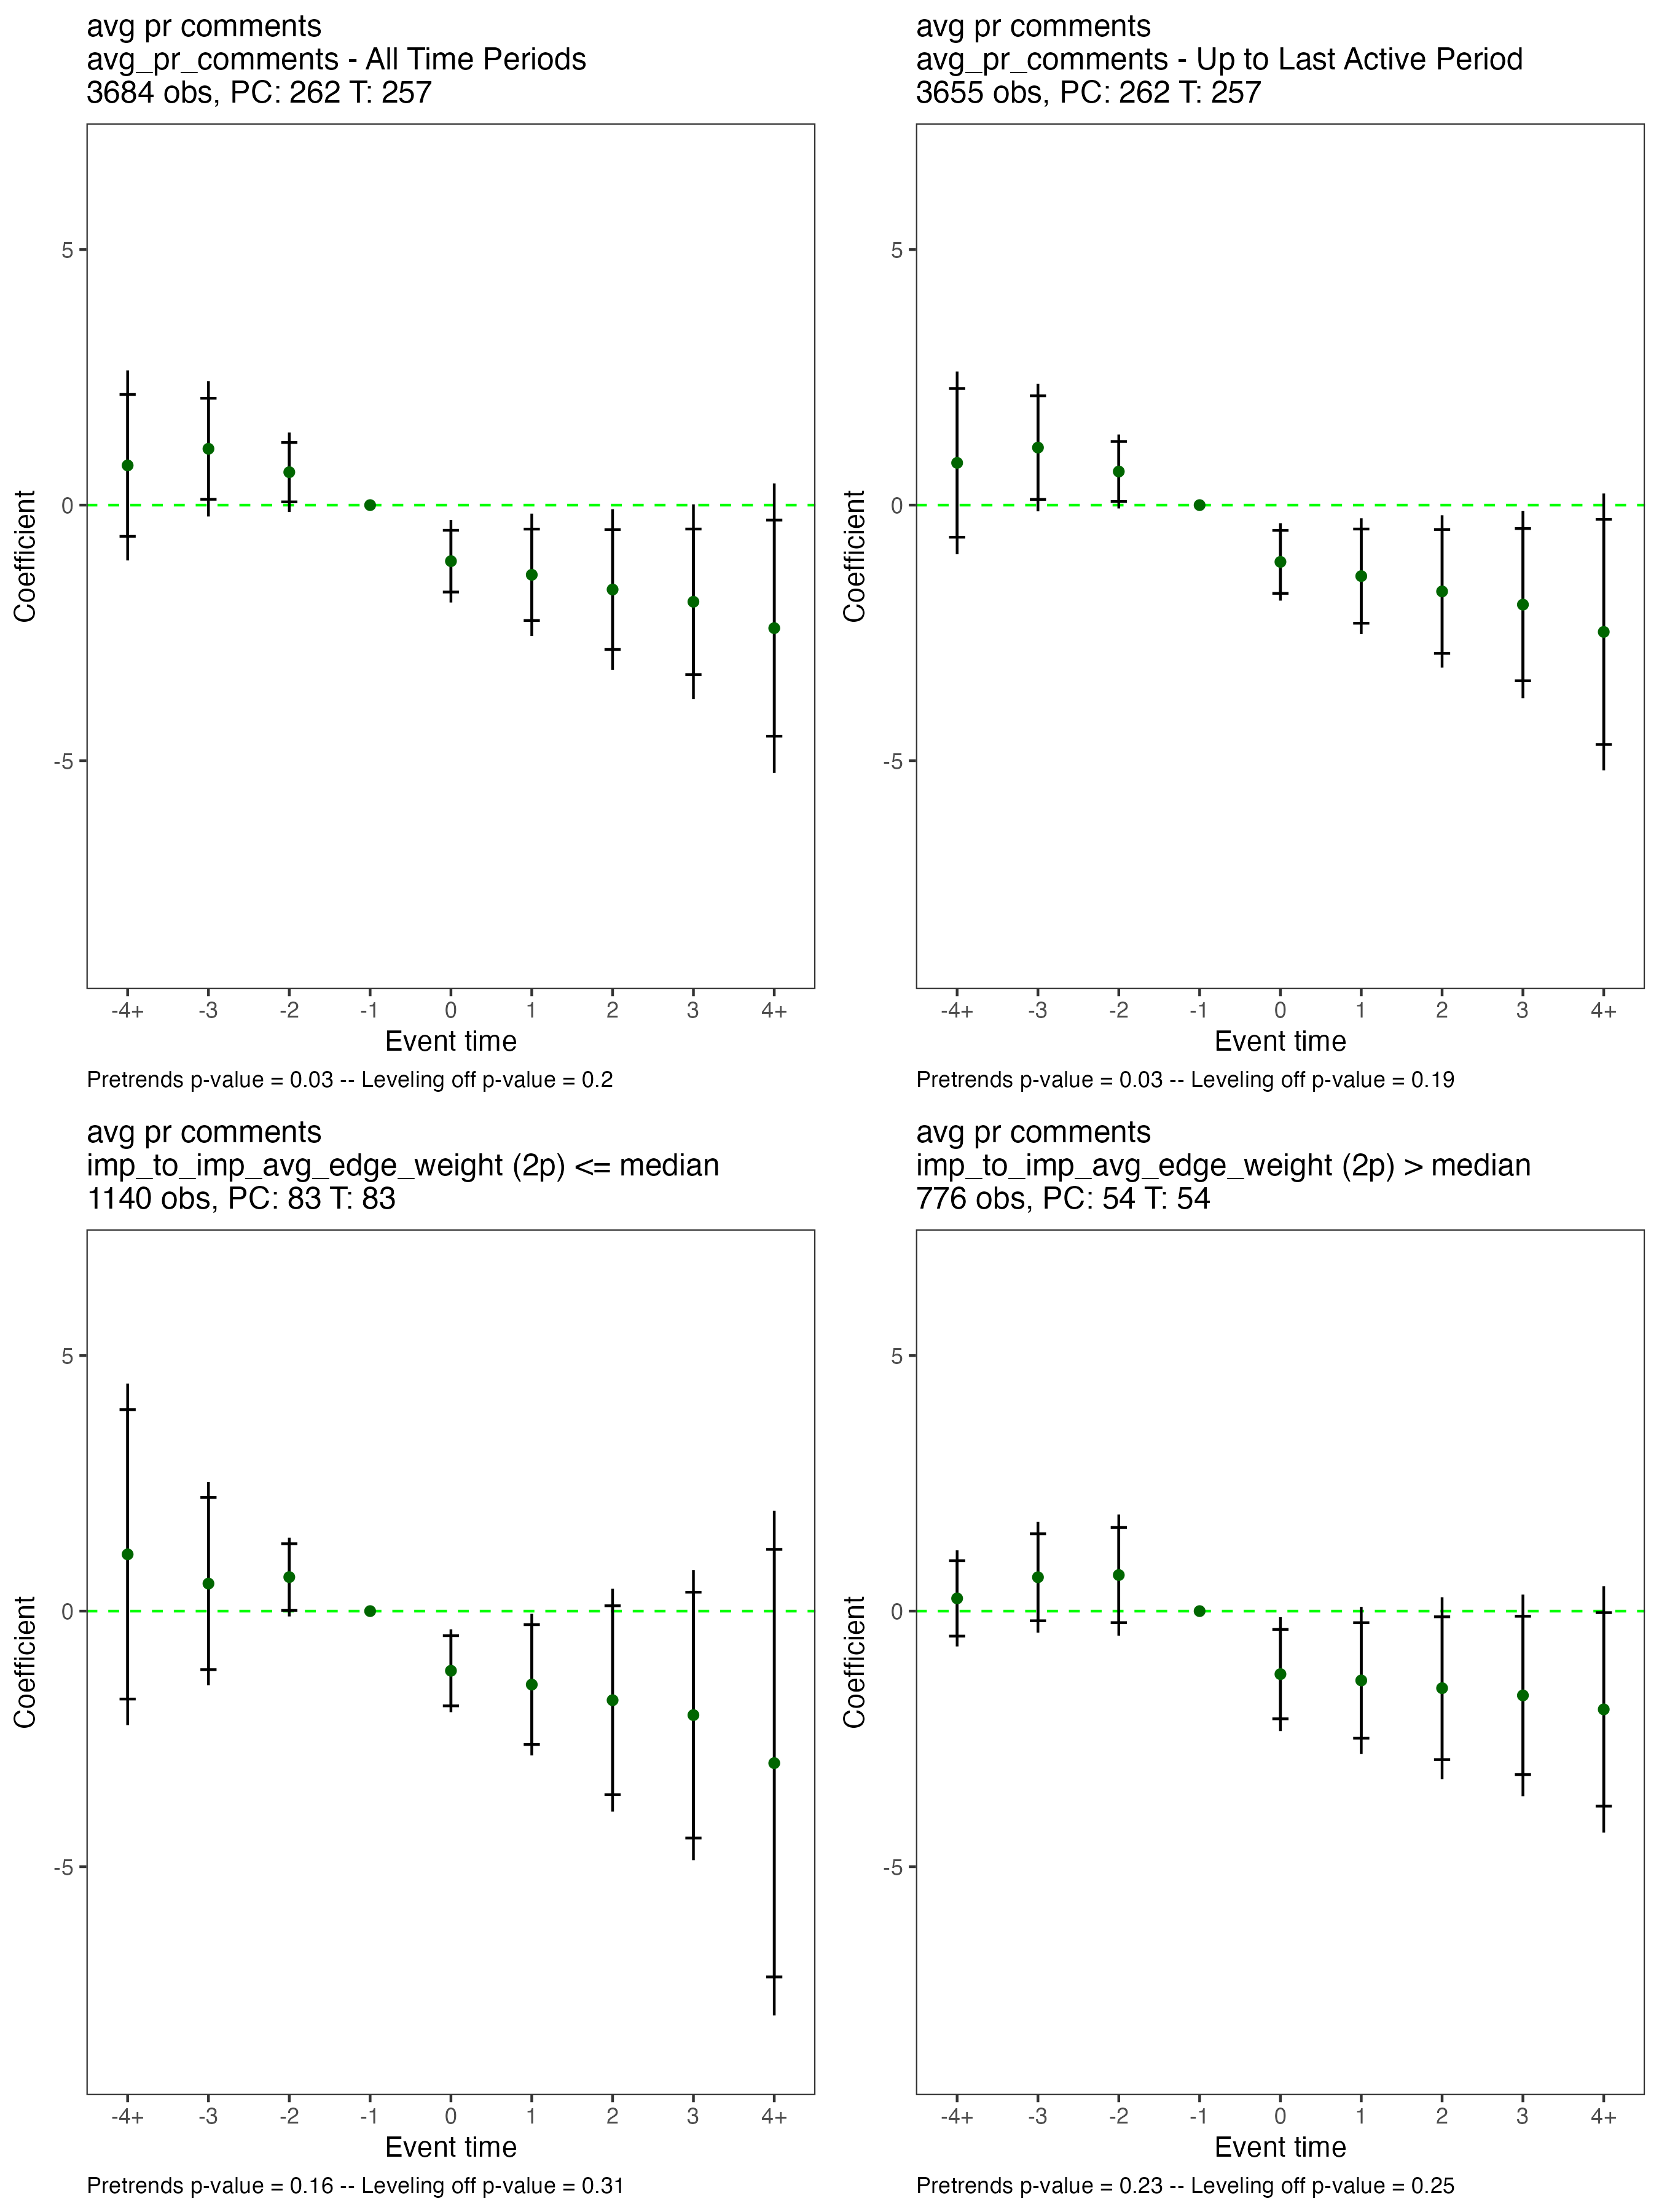 avg pr comments
avg_pr_comments - All Time Periods
3684 obs, PC: 262 T: 257
5
0
-5
Coefficient
-4+ -3 -2 -1 0 1 2 3 4+
Event time
Pretrends p-value = 0.03 -- Leveling off p-value = 0.2
avg pr comments
avg_pr_comments - Up to Last Active Period
3655 obs, PC: 262 T: 257
5
0
-5
Coefficient
-4+ -3 -2 -1 0 1 2 3 4+
Event time
Pretrends p-value = 0.03 -- Leveling off p-value = 0.19
avg pr comments
imp_to_imp_avg_edge_weight (2p) <= median
1140 obs, PC: 83 T: 83
5
0
-5
Coefficient
-4+ -3 -2 -1 0 1 2 3 4+
Event time
Pretrends p-value = 0.16 -- Leveling off p-value = 0.31
avg pr comments
imp_to_imp_avg_edge_weight (2p) > median
776 obs, PC: 54 T: 54
5
0
-5
Coefficient
-4+ -3 -2 -1 0 1 2 3 4+
Event time
Pretrends p-value = 0.23 -- Leveling off p-value = 0.25